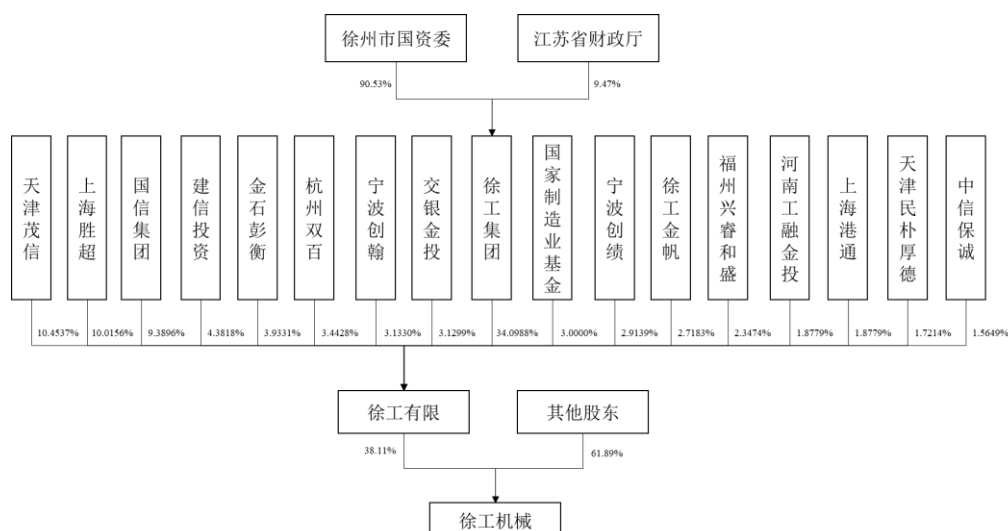 徐州市国资委
江苏省财政厅
90.53%
9.47%
天津茂信
上海胜超
国信集团
建信投资
金石彭衡
杭州双百
宁波创翰
交银金投
徐工集团
国家制造业基金
宁波创绩
徐工金帆
福州兴睿和盛
河南工融金投
上海港通
天津民朴厚德
中信保诚
10.4537%
10.0156%
9.3896%
4.3818%
3.9331%
3.4428%
3.1330%
3.1299%
34.0988%
3.0000%
2.9139%
2.7183%
2.3474%
1.8779%
1.8779%
1.7214%
1.5649%
徐工有限
其他股东
38.11%
61.89%
徐工机械